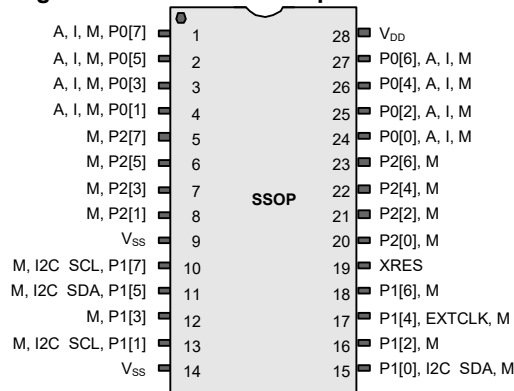 A, I, M, P0[7] 1 28 VDD
A, I, M, P0[5] 2 27 P0[6], A, I, M
A, I, M, P0[3] 3 26 P0[4], A, I, M
A, I, M, P0[1] 4 25 P0[2], A, I, M
M, P2[7] 5 24 P0[0], A, I, M
M, P2[5] 6 23 P2[6], M
M, P2[3] 7 22 P2[4], M
SSOP
M, P2[1] 8 21 P2[2], M
VSS 9 20 P2[0], M
M, I2C SCL, P1[7] 10 19 XRES
M, I2C SDA, P1[5] 11 18 P1[6], M
M, P1[3] 12 17 P1[4], EXTCLK, M
M, I2C SCL, P1[1] 13 16 P1[2], M
VSS 14 15 P1[0], I2C SDA, M